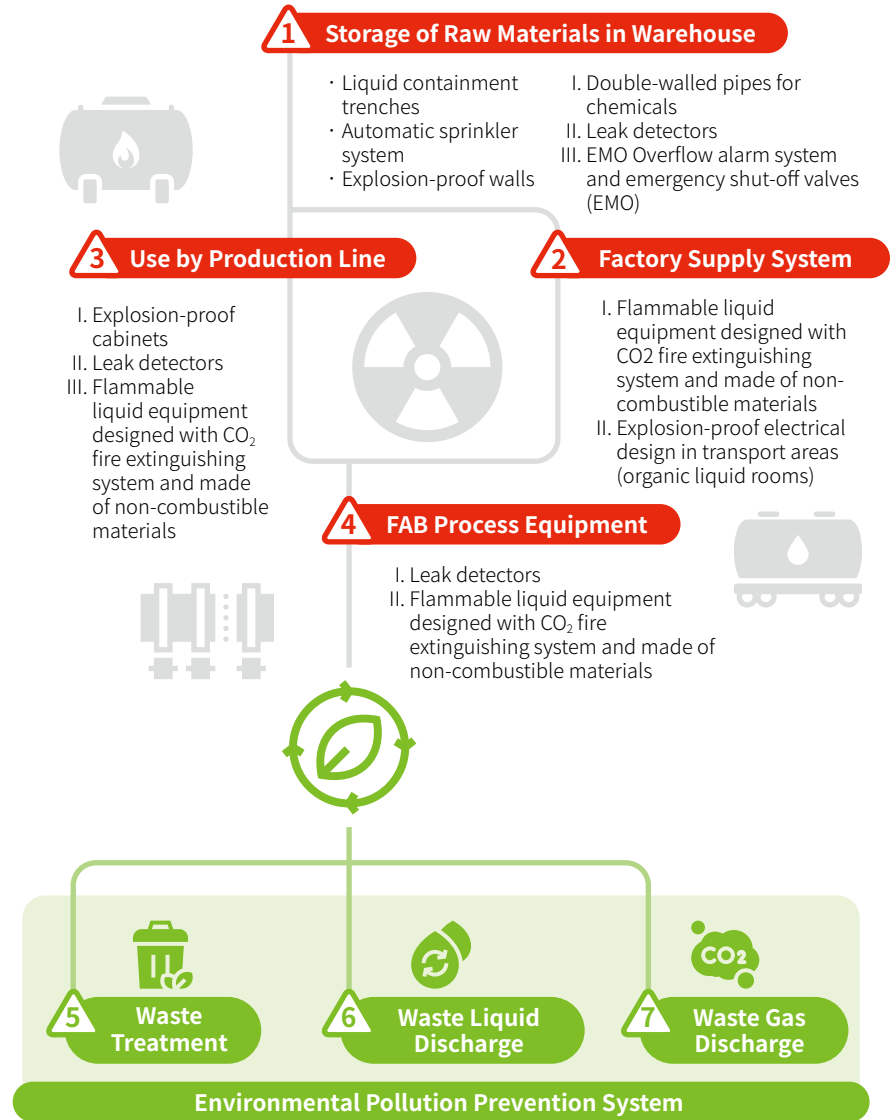 1 Storage of Raw Materials in Warehouse
· Liquid containment
trenches
· Automatic sprinkler
system
· Explosion-proof walls
I. Double-walled pipes for
chemicals
II. Leak detectors
III. EMO Overflow alarm system
and emergency shut-off valves
(EMO)
3 Use by Production Line
I. Explosion-proof
cabinets
II. Leak detectors
III. Flammable
liquid equipment
designed with CO₂
fire extinguishing
system and made
of non-combustible
materials
2 Factory Supply System
I. Flammable liquid
equipment designed with
CO2 fire extinguishing
system and made of non-
combustible materials
II. Explosion-proof electrical
design in transport areas
(organic liquid rooms)
4 FAB Process Equipment
I. Leak detectors
II. Flammable liquid equipment
designed with CO₂ fire
extinguishing system and made of
non-combustible materials
CO₂
5 Waste
Treatment
6 Waste Liquid
Discharge
7 Waste Gas
Discharge
Environmental Pollution Prevention System